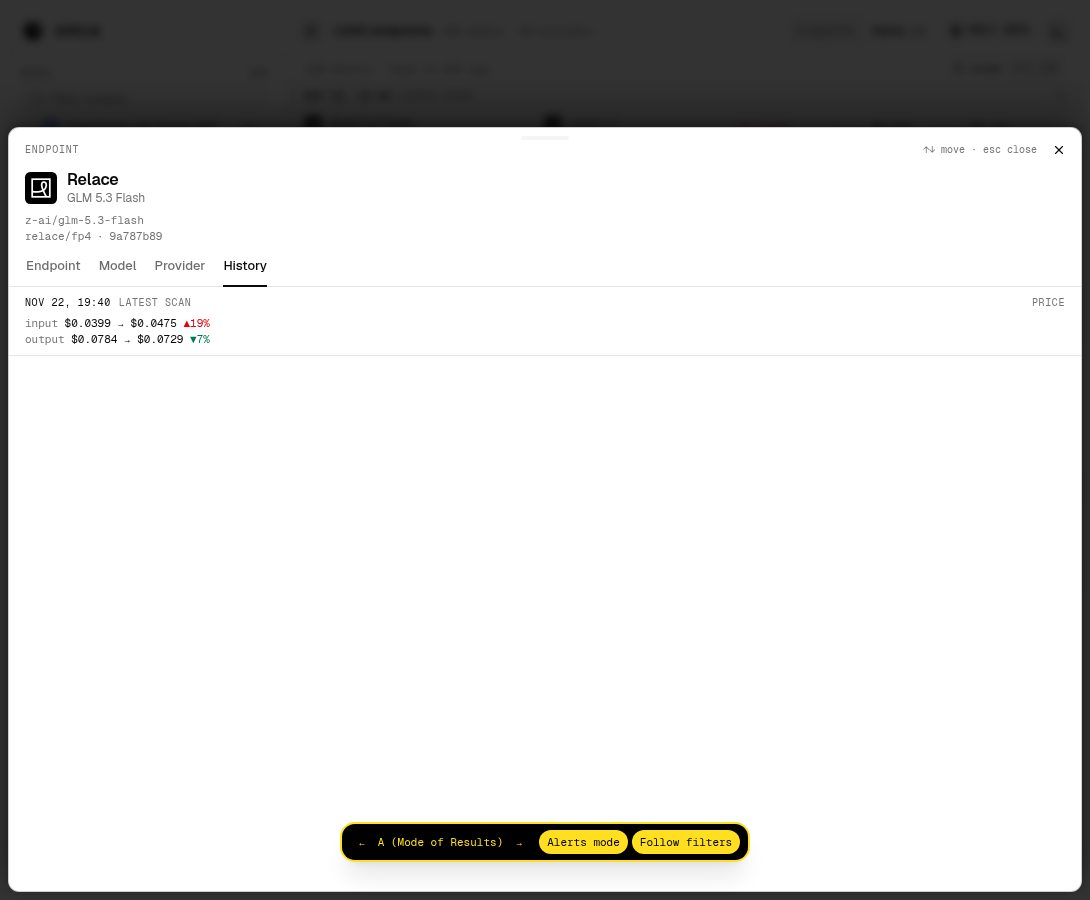 ENDPOINT
↑↓ move · esc close ×
Relace
GLM 5.3 Flash
z-ai/glm-5.3-flash
relace/fp4 · 9a787b89
Endpoint Model Provider History
NOV 22, 19:40 LATEST SCAN PRICE
input $0.0399 → $0.0475 ▲19%
output $0.0784 → $0.0729 ▼7%
← A (Mode of Results) → Alerts mode Follow filters